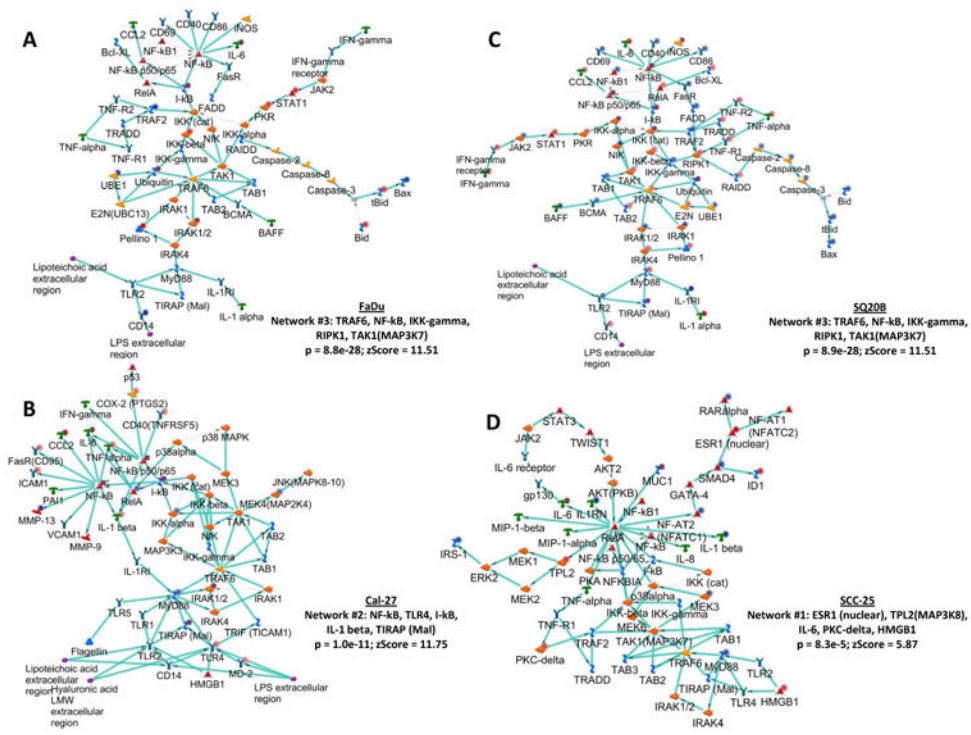 A
CD40
CD86
iNOS
CD69
CCL2
NF-kB1
Bcl-XL
NF-kB
IL-6
NF-kB p50/p65
FasR
RelA
I-kB
IFN-gamma
IFN-gamma
receptor
JAK2
STAT1
TNF-R2
FADD
PKR
TRAF2
IKK (cat)
IKK-alpha
NIK
TRADD
IKK-beta
RAIDD
TNF-alpha
TNF-R1
IKK-gamma
Caspase-2
TAK1
Caspase-8
UBE1
Ubiquitin
TRAF6
TAB1
Caspase-3
Bax
tBid
E2N(UBC13)
IRAK1
TAB2
BCMA
Pellino 1
IRAK1/2
BAFF
Bid
IRAK4
Lipoteichoic acid
extracellular
region
MyD88
TLR2
IL-1RI
TIRAP (Mal)
IL-1 alpha
CD14
LPS extracellular
region
FaDu
Network #3: TRAF6, NF-kB, IKK-gamma,
RIPK1, TAK1(MAP3K7)
p = 8.8e-28; zScore = 11.51
C
IL-6
CD40
iNOS
CD69
NF-kB
CD86
CCL2
NF-kB1
Bcl-XL
RelA
NF-kB p50/p65
FasR
I-kB
TNF-R2
FADD
IKK-alpha
IKK (cat)
TRADD
TNF-alpha
JAK2
STAT1
PKR
TRAF2
NIK
IKK-beta
RIPK1
TNF-R1
Caspase-2
IFN-gamma
receptor
IKK-gamma
Caspase-8
IFN-gamma
TAK1
Ubiquitin
RAIDD
Caspase-3
TAB1
TRAF6
Bid
BAFF
BCMA
TAB2
E2N
UBE1
tBid
IRAK1/2
IRAK1
Bax
IRAK4
Pellino 1
Lipoteichoic acid
extracellular
region
MyD88
TLR2
IL-1RI
TIRAP (Mal)
IL-1 alpha
CD14
LPS extracellular
region
SQ20B
Network #3: TRAF6, NF-kB, IKK-gamma,
RIPK1, TAK1(MAP3K7)
p = 8.9e-28; zScore = 11.51
B
p53
COX-2 (PTGS2)
IFN-gamma
CD40(TNFRSF5)
CCL2
IL-6
TNF-alpha
p38 MAPK
p38alpha
FasR(CD95)
NF-kB p50/p65
ICAM1
NF-kB
I-kB
IKK (cat)
MEK3
JNK(MAPK8-10)
PAI1
RelA
IKK-beta
MEK4(MAP2K4)
MMP-13
IL-1 beta
IKK-alpha
TAK1
VCAM1
NIK
TAB2
MMP-9
MAP3K3
IKK-gamma
IL-1RI
TRAF6
TAB1
MyD88
IRAK1/2
IRAK1
TLR5
TLR1
IRAK4
TIRAP (Mal)
TRIF (TICAM1)
Flagellin
TLR2
TLR4
Lipoteichoic acid
extracellular
region
CD14
MD-2
LPS extracellular
region
Hyaluronic acid
LMW
extracellular
region
HMGB1
Cal-27
Network #2: NF-kB, TLR4, I-kB,
IL-1 beta, TIRAP (Mal)
p = 1.0e-11; zScore = 11.75
D
RARalpha
NF-AT1
(NFATC2)
STAT3
JAK2
TWIST1
ESR1 (nuclear)
IL-6 receptor
AKT2
SMAD4
gp130
AKT(PKB)
MUC1
ID1
GATA-4
IL-6
IL1RN
NF-kB1
MIP-1-beta
NF-AT2
(NFATC1)
RelA
MIP-1-alpha
NF-kB
IL-1 beta
IRS-1
MEK1
NF-kB p50/65
I-kB
IL-8
ERK2
TPL2
PKA
NFKBIA
IKK (cat)
MEK2
p38alpha
MEK3
TNF-alpha
IKK-beta
IKK-gamma
TNF-R1
MEK6
TAK1(MAP3K7)
TAB1
PKC-delta
TRAF2
TRAF6
TRADD
TAB3
TAB2
MyD88
TLR2
TIRAP (Mal)
IRAK1/2
TLR4
HMGB1
IRAK4
SCC-25
Network #1: ESR1 (nuclear), TPL2(MAP3K8),
IL-6, PKC-delta, HMGB1
p = 8.3e-5; zScore = 5.87